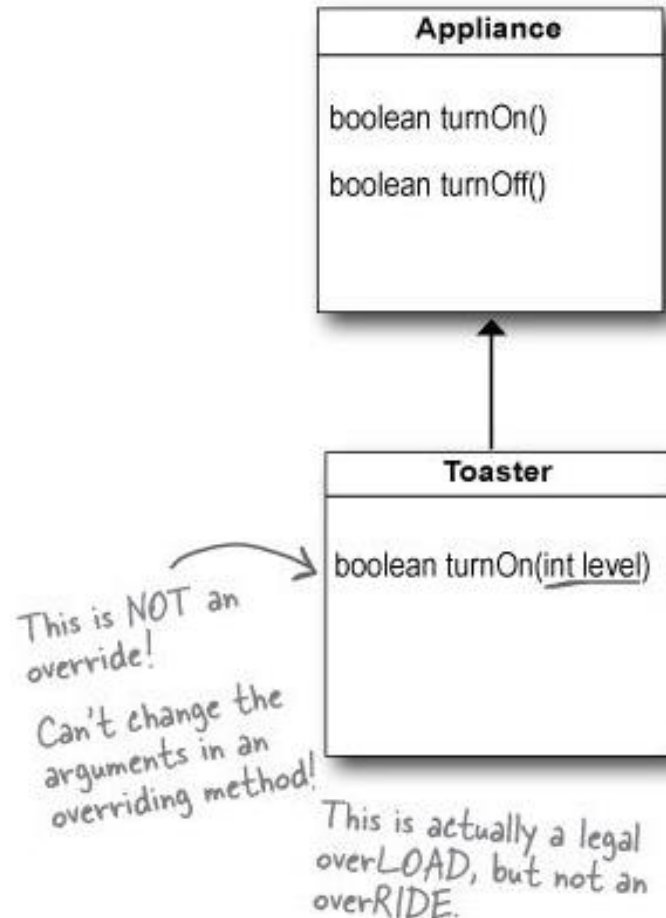 Appliance
boolean turnOn()
boolean turnOff()
Toaster
boolean turnOn(int level)
This is NOT an
override!
Can't change the
arguments in an
overriding method!
This is actually a legal
overLOAD, but not an
overRIDE.